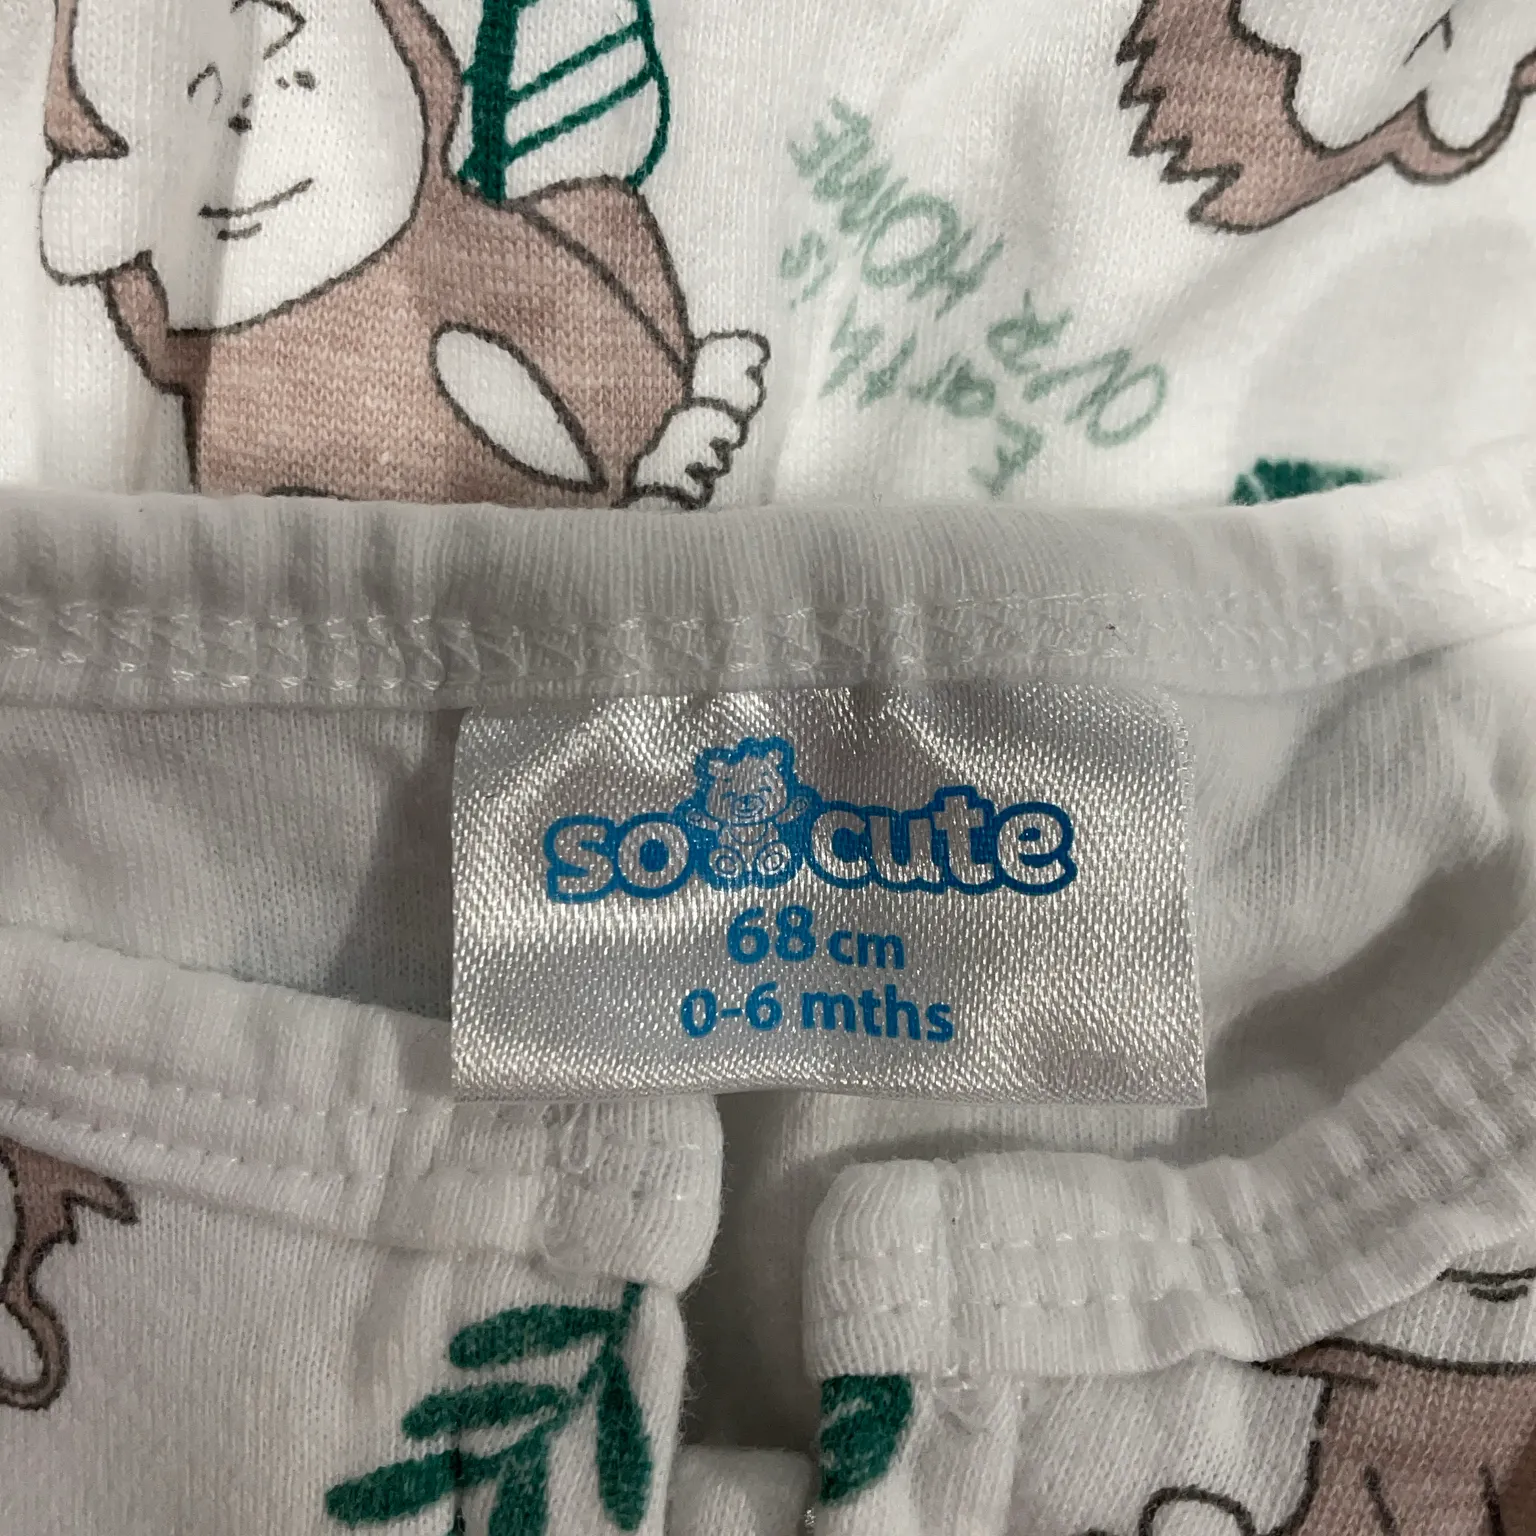 EARTH IS
OUR HOME
so cute
68 cm
0-6 mths